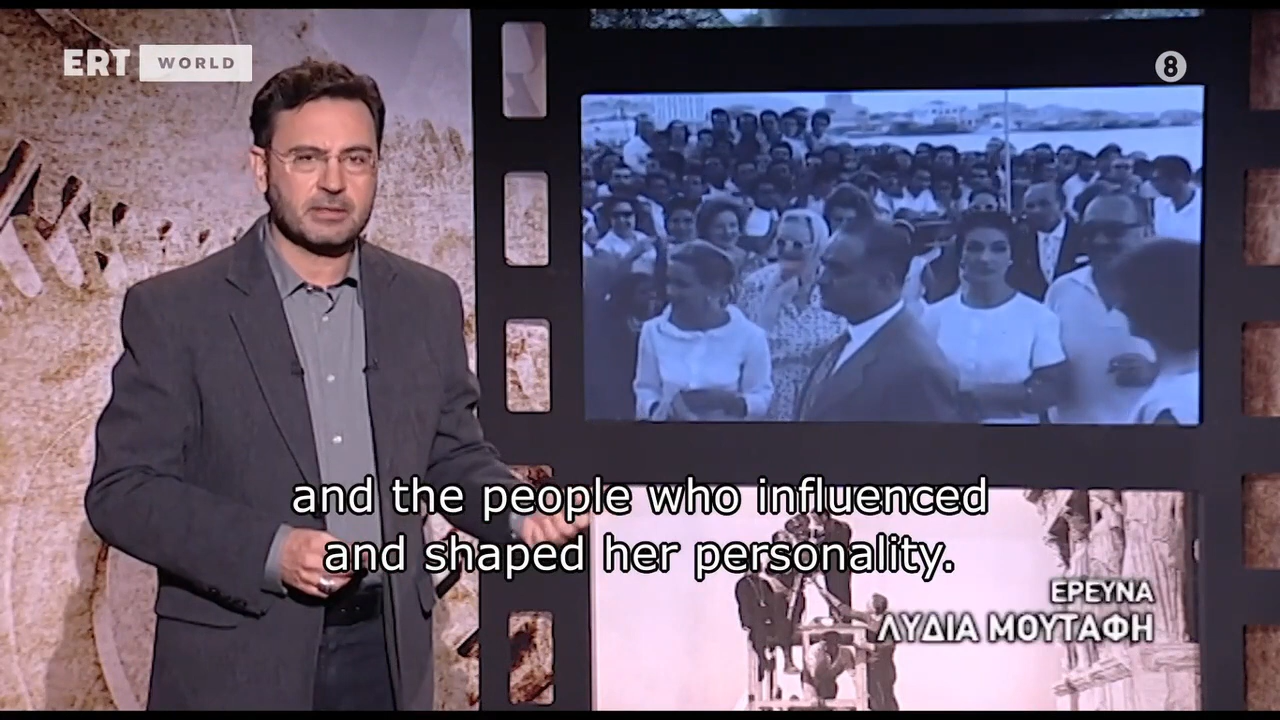 ERT WORLD
8
and the people who influenced
and shaped her personality.
ΕΡΕΥΝΑ
ΛΥΔΙΑ ΜΟΥΤΑΦΗ